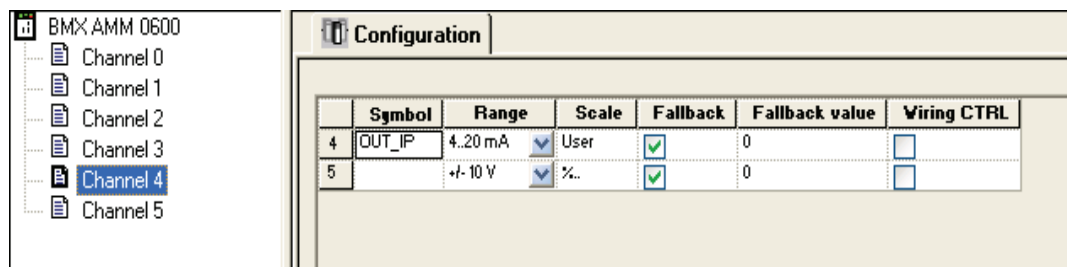 BMX AMM 0600
Channel 0
Channel 1
Channel 2
Channel 3
Channel 4
Channel 5
Configuration
Symbol Range Scale Fallback Fallback value Wiring CTRL
4 OUT_IP 4..20 mA User 0
5 +/- 10 V %.. 0